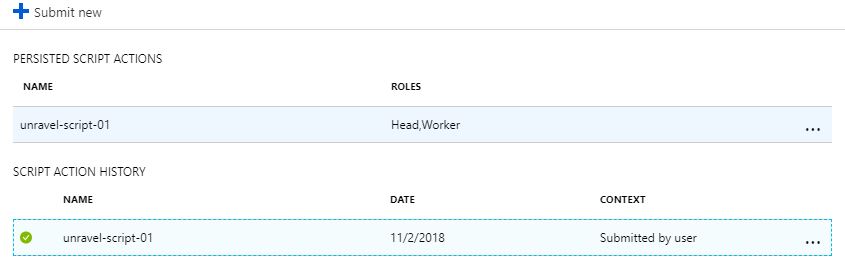 Submit new
PERSISTED SCRIPT ACTIONS
NAME ROLES
unravel-script-01 Head,Worker ...
SCRIPT ACTION HISTORY
NAME DATE CONTEXT
unravel-script-01 11/2/2018 Submitted by user ...